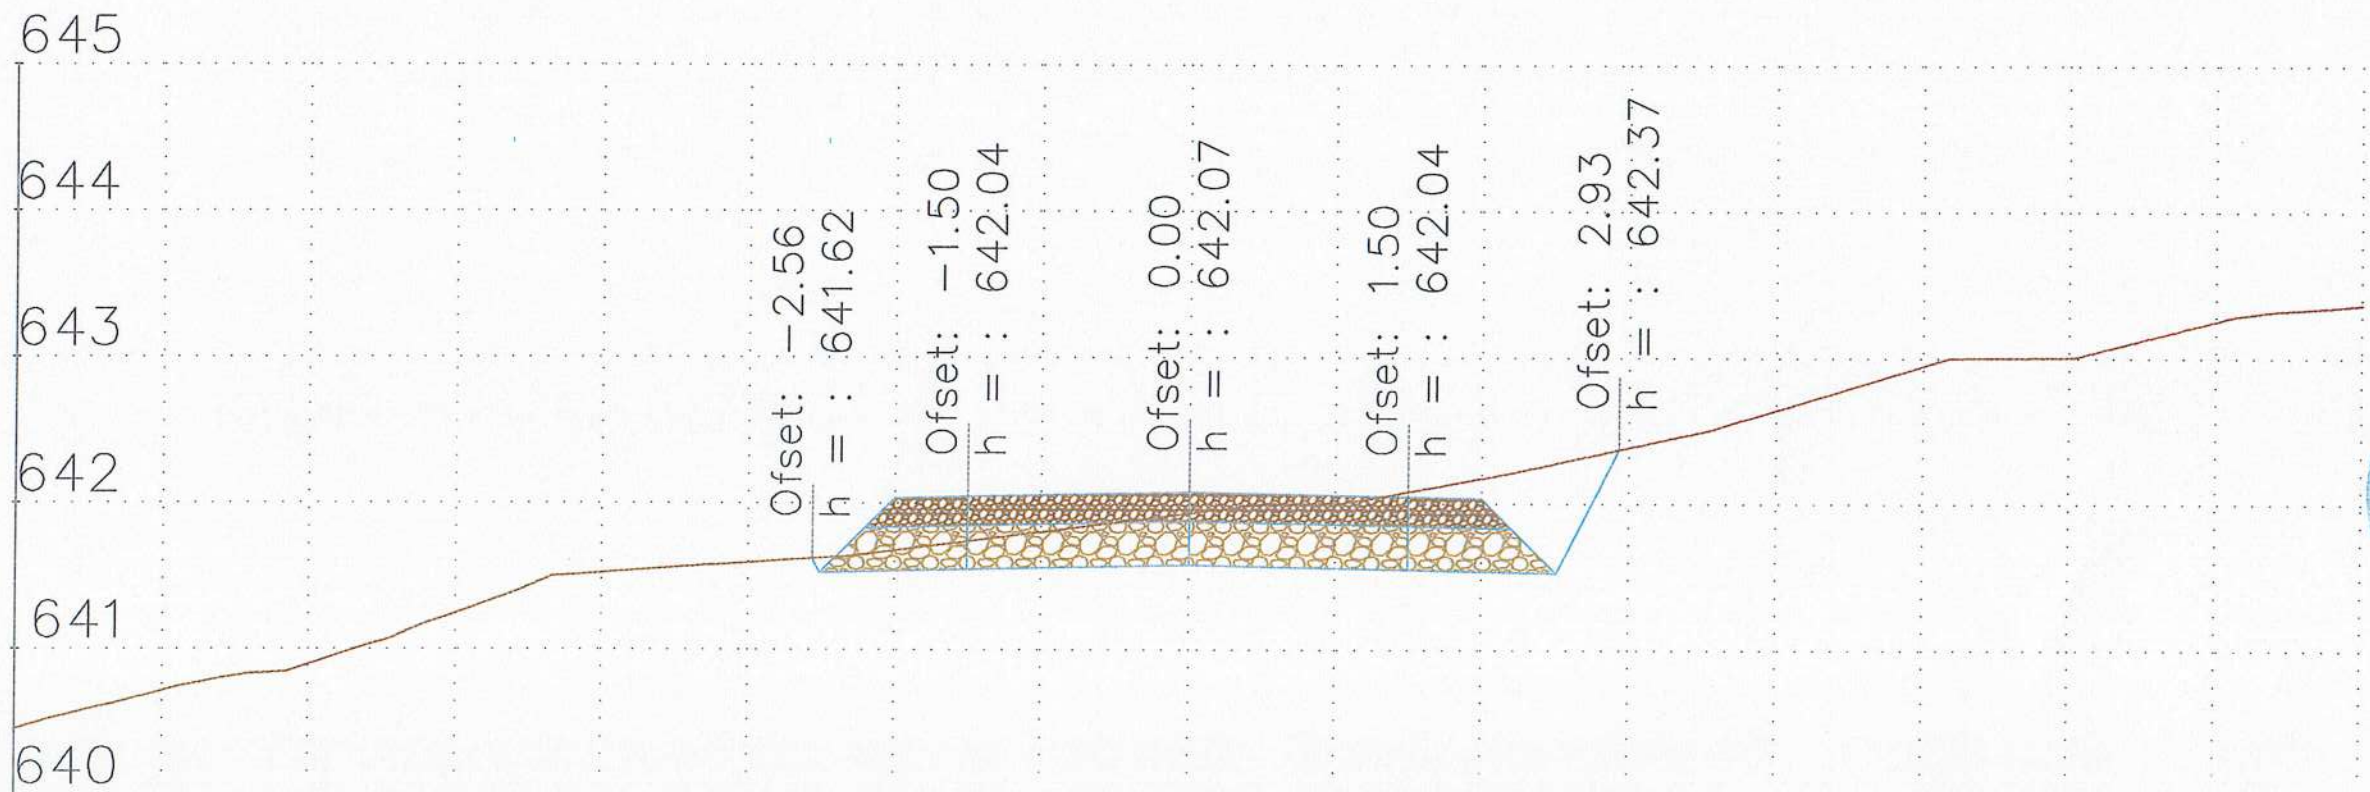 645
644
643
642
641
640
Ofset: -2.56
h = : 641.62
Ofset: -1.50
h = : 642.04
Ofset: 0.00
h = : 642.07
Ofset: 1.50
h = : 642.04
Ofset: 2.93
h = : 642.37